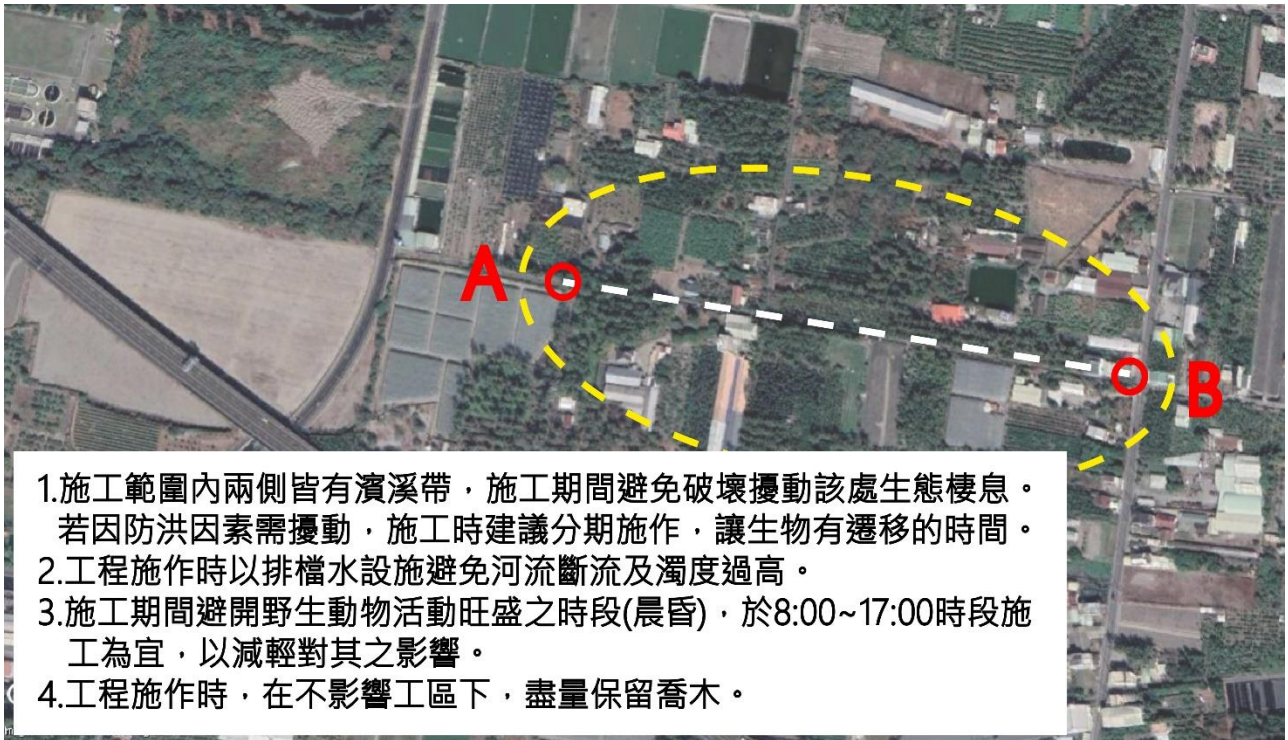 A
B
1.施工範圍內兩側皆有濱溪帶，施工期間避免破壞擾動該處生態棲息。
若因防洪因素需擾動，施工時建議分期施作，讓生物有遷移的時間。
2.工程施作時以排檔水設施避免河流斷流及濁度過高。
3.施工期間避開野生動物活動旺盛之時段(晨昏)，於8:00~17:00時段施
工為宜，以減輕對其之影響。
4.工程施作時，在不影響工區下，盡量保留喬木。